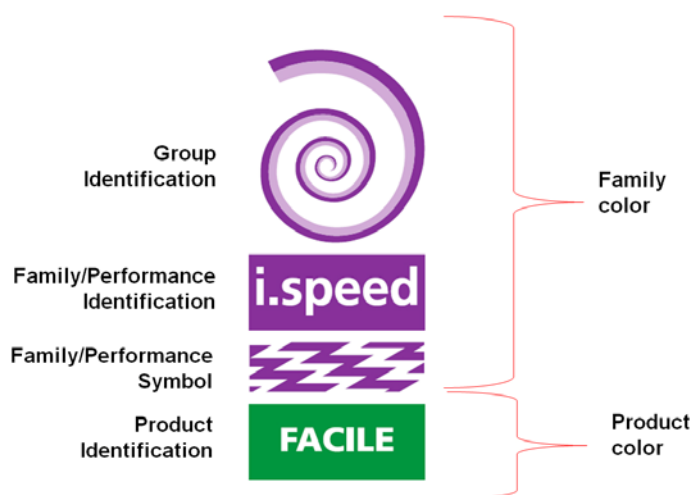 Group
Identification
Family
color
Family/Performance
Identification
i.speed
Family/Performance
Symbol
Product
Identification
FACILE
Product
color